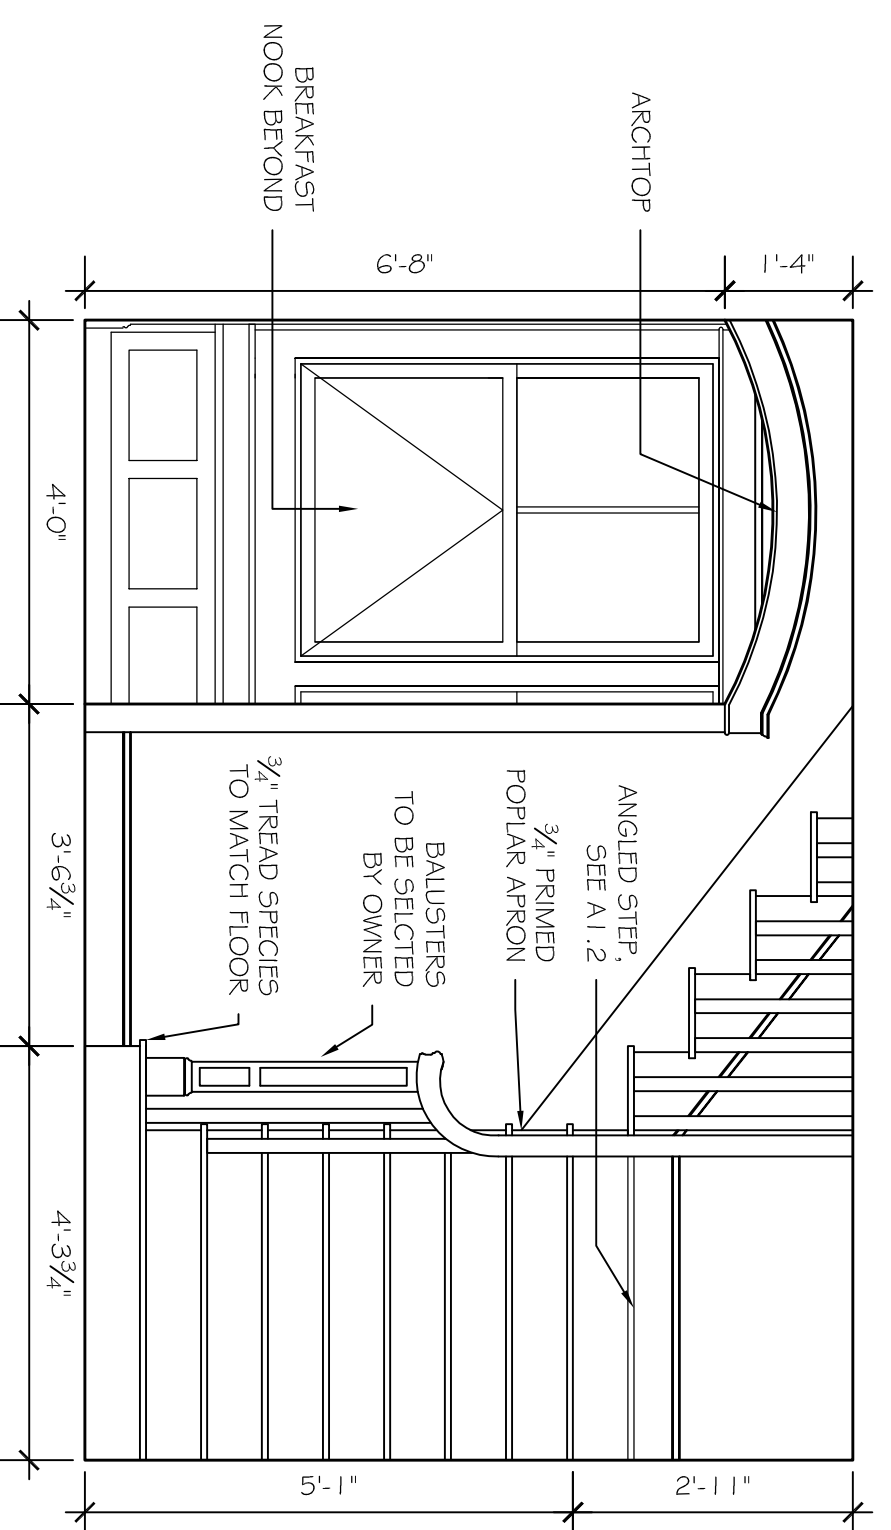 ARCHTOP
BREAKFAST
NOOK BEYOND
1'-4"
6'-8"
4'-0"
3'-6¾"
4'-3¾"
ANGLED STEP,
SEE A1.2
¾" PRIMED
POPLAR APRON
BALUSTERS
TO BE SELCTED
BY OWNER
¾" TREAD SPECIES
TO MATCH FLOOR
2'-11"
5'-1"